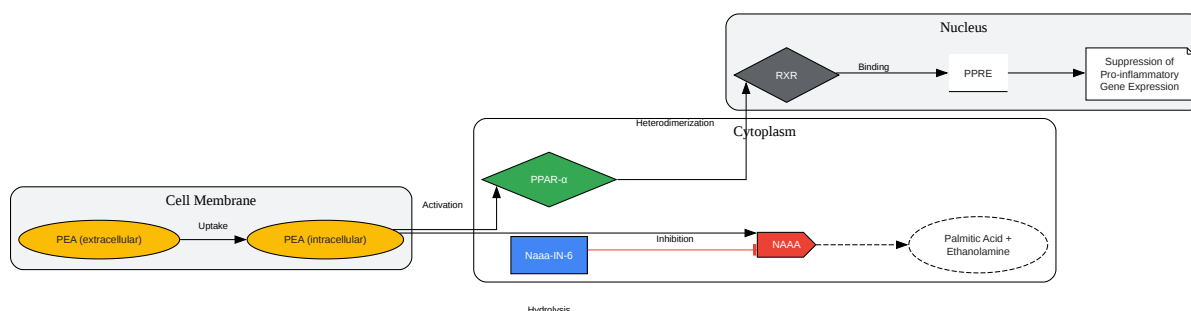 Nucleus
RXR
Binding
PPRE
Suppression of
Pro-inflammatory
Gene Expression
Heterodimerization
Cytoplasm
PPAR-α
Cell Membrane
Activation
PEA (extracellular)
Uptake
PEA (intracellular)
Inhibition
Naaa-IN-6
NAAA
Palmitic Acid +
Ethanolamine
Hydrolysis